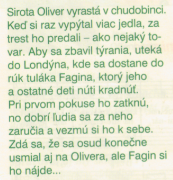 Sirota Oliver vyrastá v chudobinci.
Keď si raz vypýtal viac jedla, za
trest ho predali – ako nejaký to-
var. Aby sa zbavil týrania, uteká
do Londýna, kde sa dostane do
rúk tuláka Fagina, ktorý jeho
a ostatné deti núti kradnúť.
Pri prvom pokuse ho zatknú,
no dobrí ľudia sa za neho
zaručia a vezmú si ho k sebe.
Zdá sa, že sa osud konečne
usmial aj na Olivera, ale Fagin si
ho nájde...